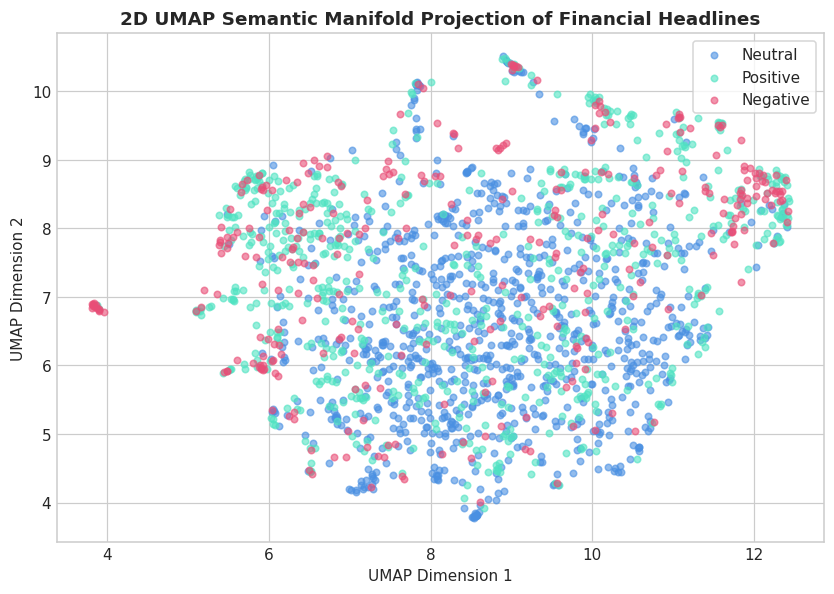 2D UMAP Semantic Manifold Projection of Financial Headlines
Neutral
Positive
Negative
10
9
8
7
6
5
4
UMAP Dimension 2
4
6
8
10
12
UMAP Dimension 1